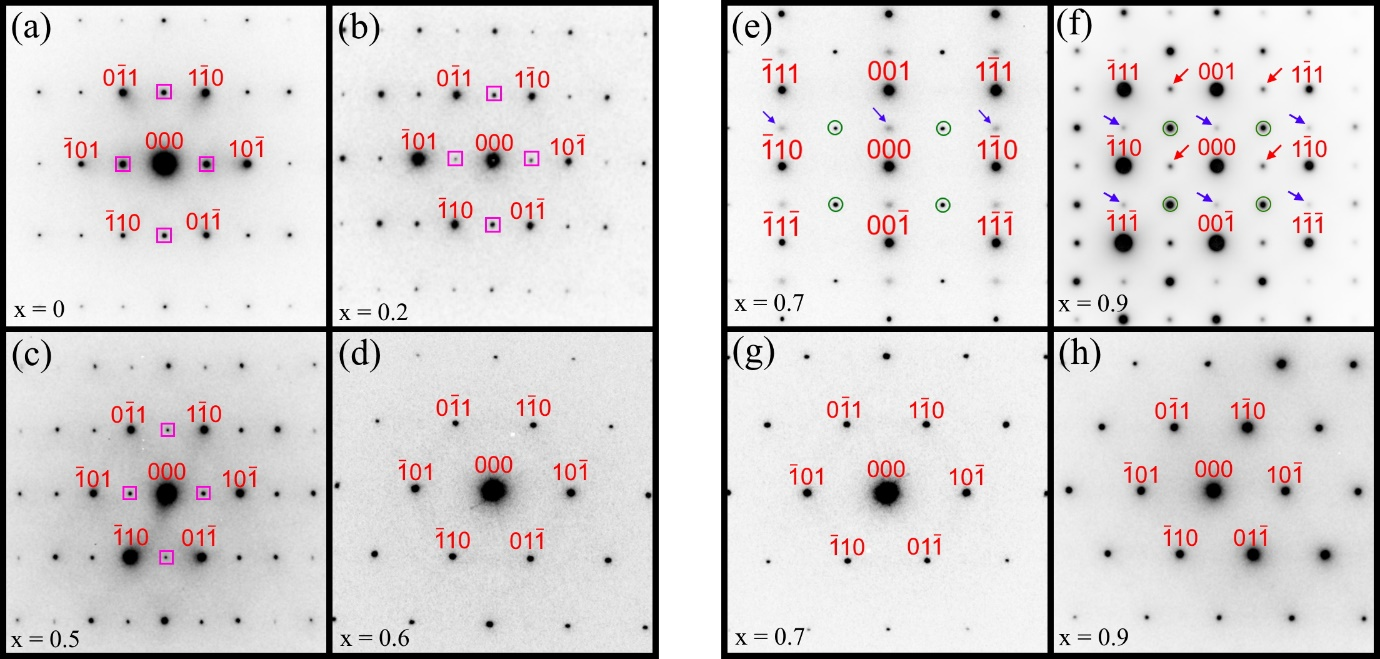 (a)
0̅1̅1 1̅10
000
1̅01 101̅
1̅10 011̅
x = 0
(b)
01̅1 11̅0
1̅01 000 101̅
1̅10 011̅
x = 0.2
(c)
01̅1 11̅0
1̅01 000 101̅
1̅10 011̅
x = 0.5
(d)
01̅1 11̅0
1̅01 000 101̅
1̅10 011̅
x = 0.6
(e)
1̅11 001 11̅1
1̅10 000 11̅0
1̅11̅ 001̅ 11̅1̅
x = 0.7
(f)
1̅11 001 11̅1
1̅10 000 11̅0
1̅11̅ 001̅ 11̅1̅
x = 0.9
(g)
01̅1 11̅0
1̅01 000 101̅
1̅10 011̅
x = 0.7
(h)
01̅1 11̅0
1̅01 000 101̅
1̅10 011̅
x = 0.9